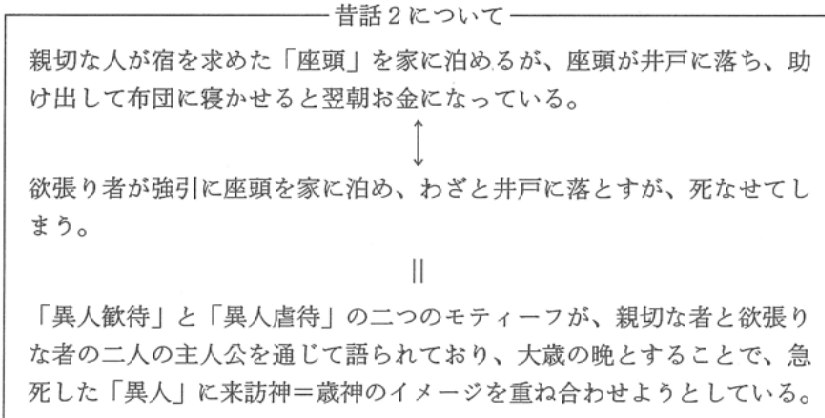 昔話2について
親切な人が宿を求めた「座頭」を家に泊めるが、座頭が井戸に落ち、助
け出して布団に寝かせると翌朝お金になっている。
欲張り者が強引に座頭を家に泊め、わざと井戸に落とすが、死なせてし
まう。
「異人歓待」と「異人虐待」の二つのモティーフが、親切な者と欲張り
な者の二人の主人公を通じて語られており、大歳の晩とすることで、急
死した「異人」に来訪神＝歳神のイメージを重ね合わせようとしている。